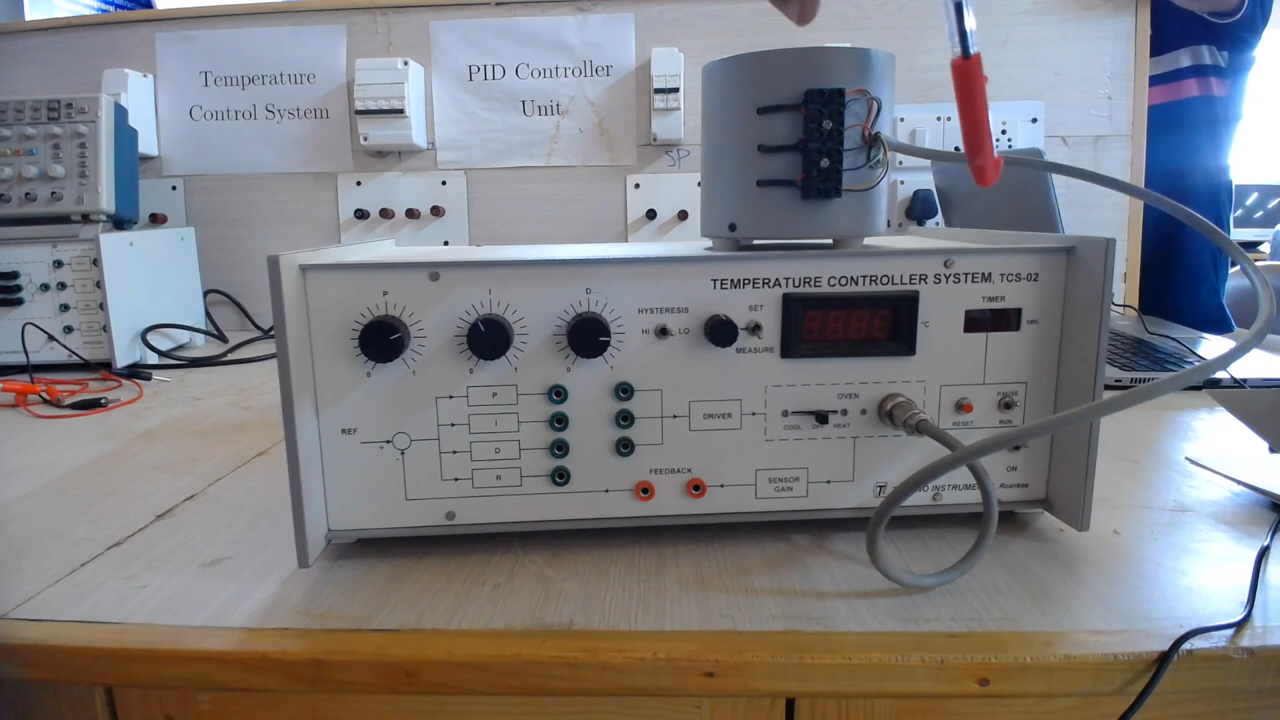 Temperature
Control System
PID Controller
Unit
SP
TEMPERATURE CONTROLLER SYSTEM, TCS-02
P
I
D
0
1
0
1
0
1
HYSTERESIS
HI
LO
SET
MEASURE
°C
TIMER
SEC
REF
+
-
P
I
D
R
DRIVER
OVEN
COOL
OFF
HEAT
RESET
PAUSE
RUN
ON
FEEDBACK
SENSOR
GAIN
Roorkee